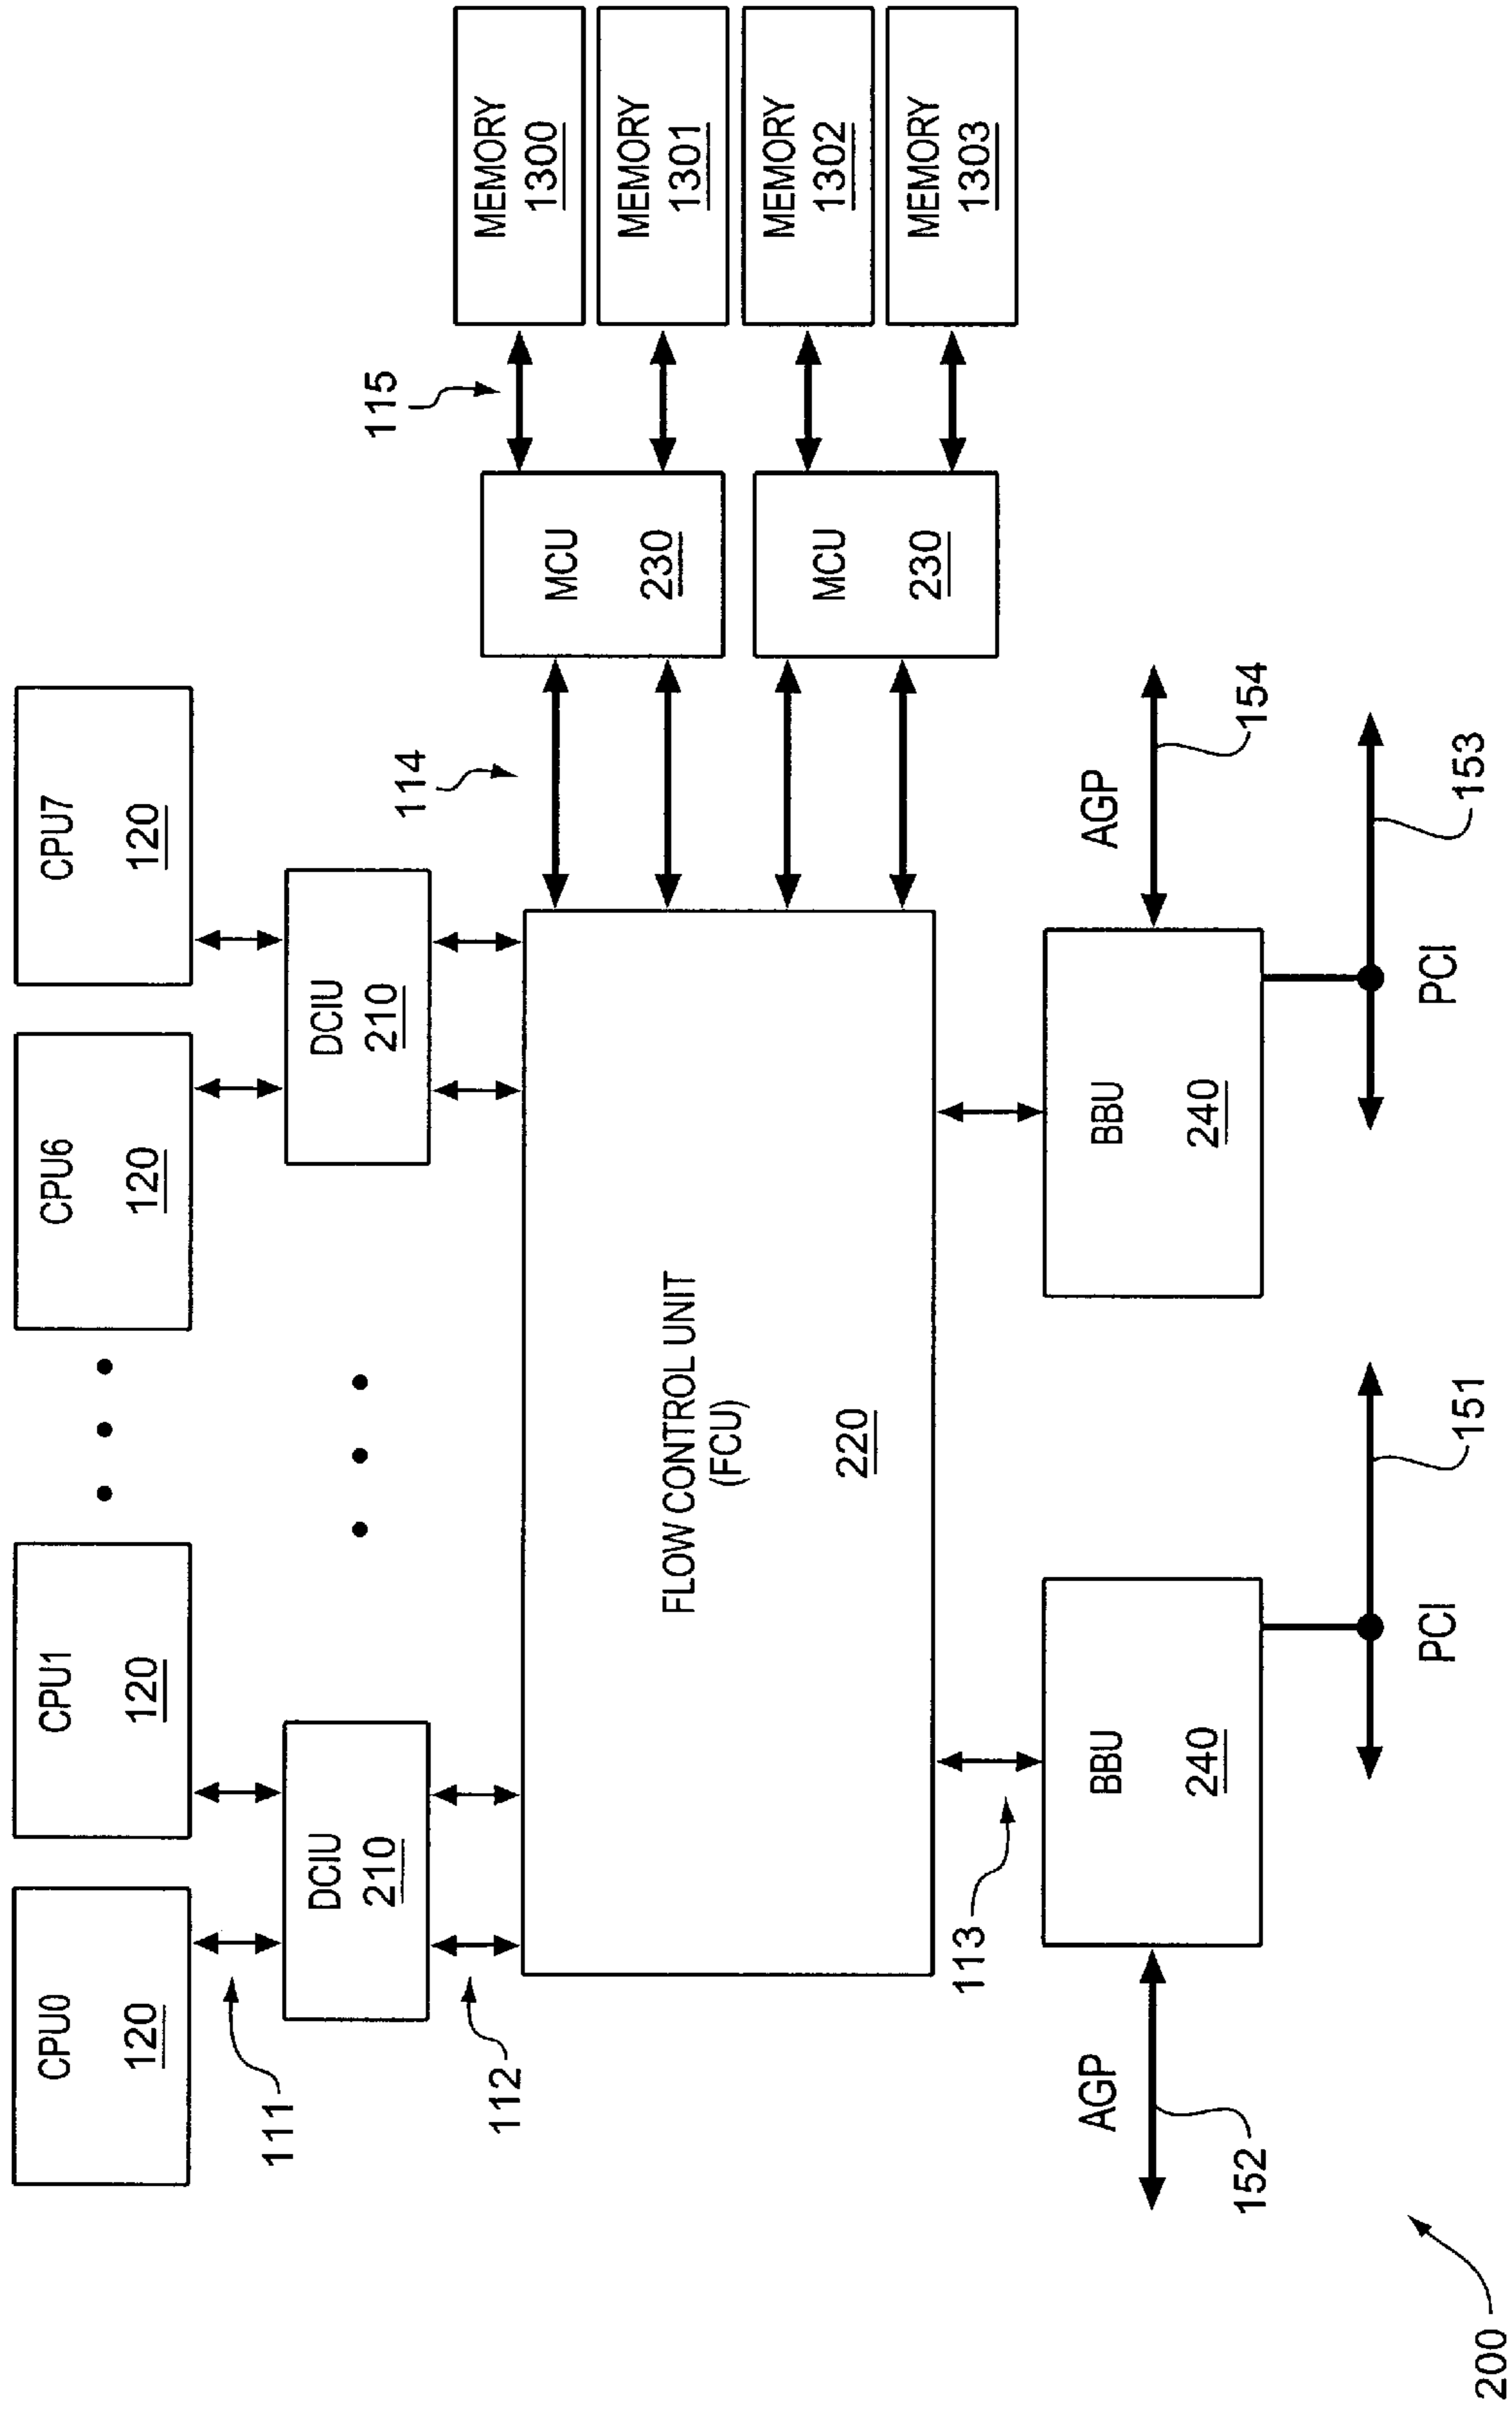 CPU0
120
CPU1
120
CPU6
120
CPU7
120
111
DCIU
210
DCIU
210
112
114
115
FLOW CONTROL UNIT
(FCU)
220
MCU
230
MCU
230
MEMORY
1300
MEMORY
1301
MEMORY
1302
MEMORY
1303
113
AGP
152
BBU
240
BBU
240
AGP
154
PCI
151
PCI
153
200